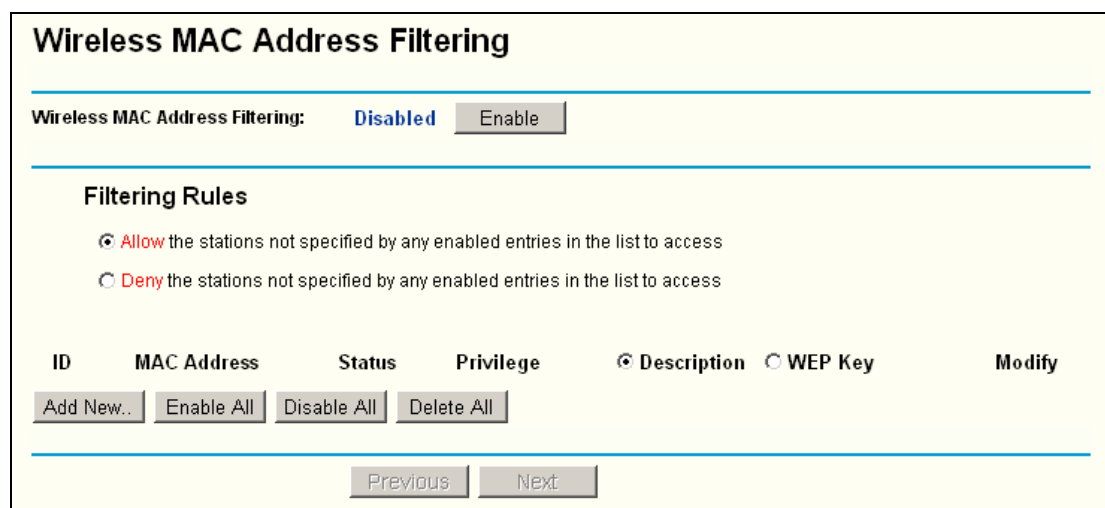 Wireless MAC Address Filtering
Wireless MAC Address Filtering: Disabled Enable
Filtering Rules
Allow the stations not specified by any enabled entries in the list to access
Deny the stations not specified by any enabled entries in the list to access
ID MAC Address Status Privilege Description WEP Key Modify
Add New.. Enable All Disable All Delete All
Previous Next